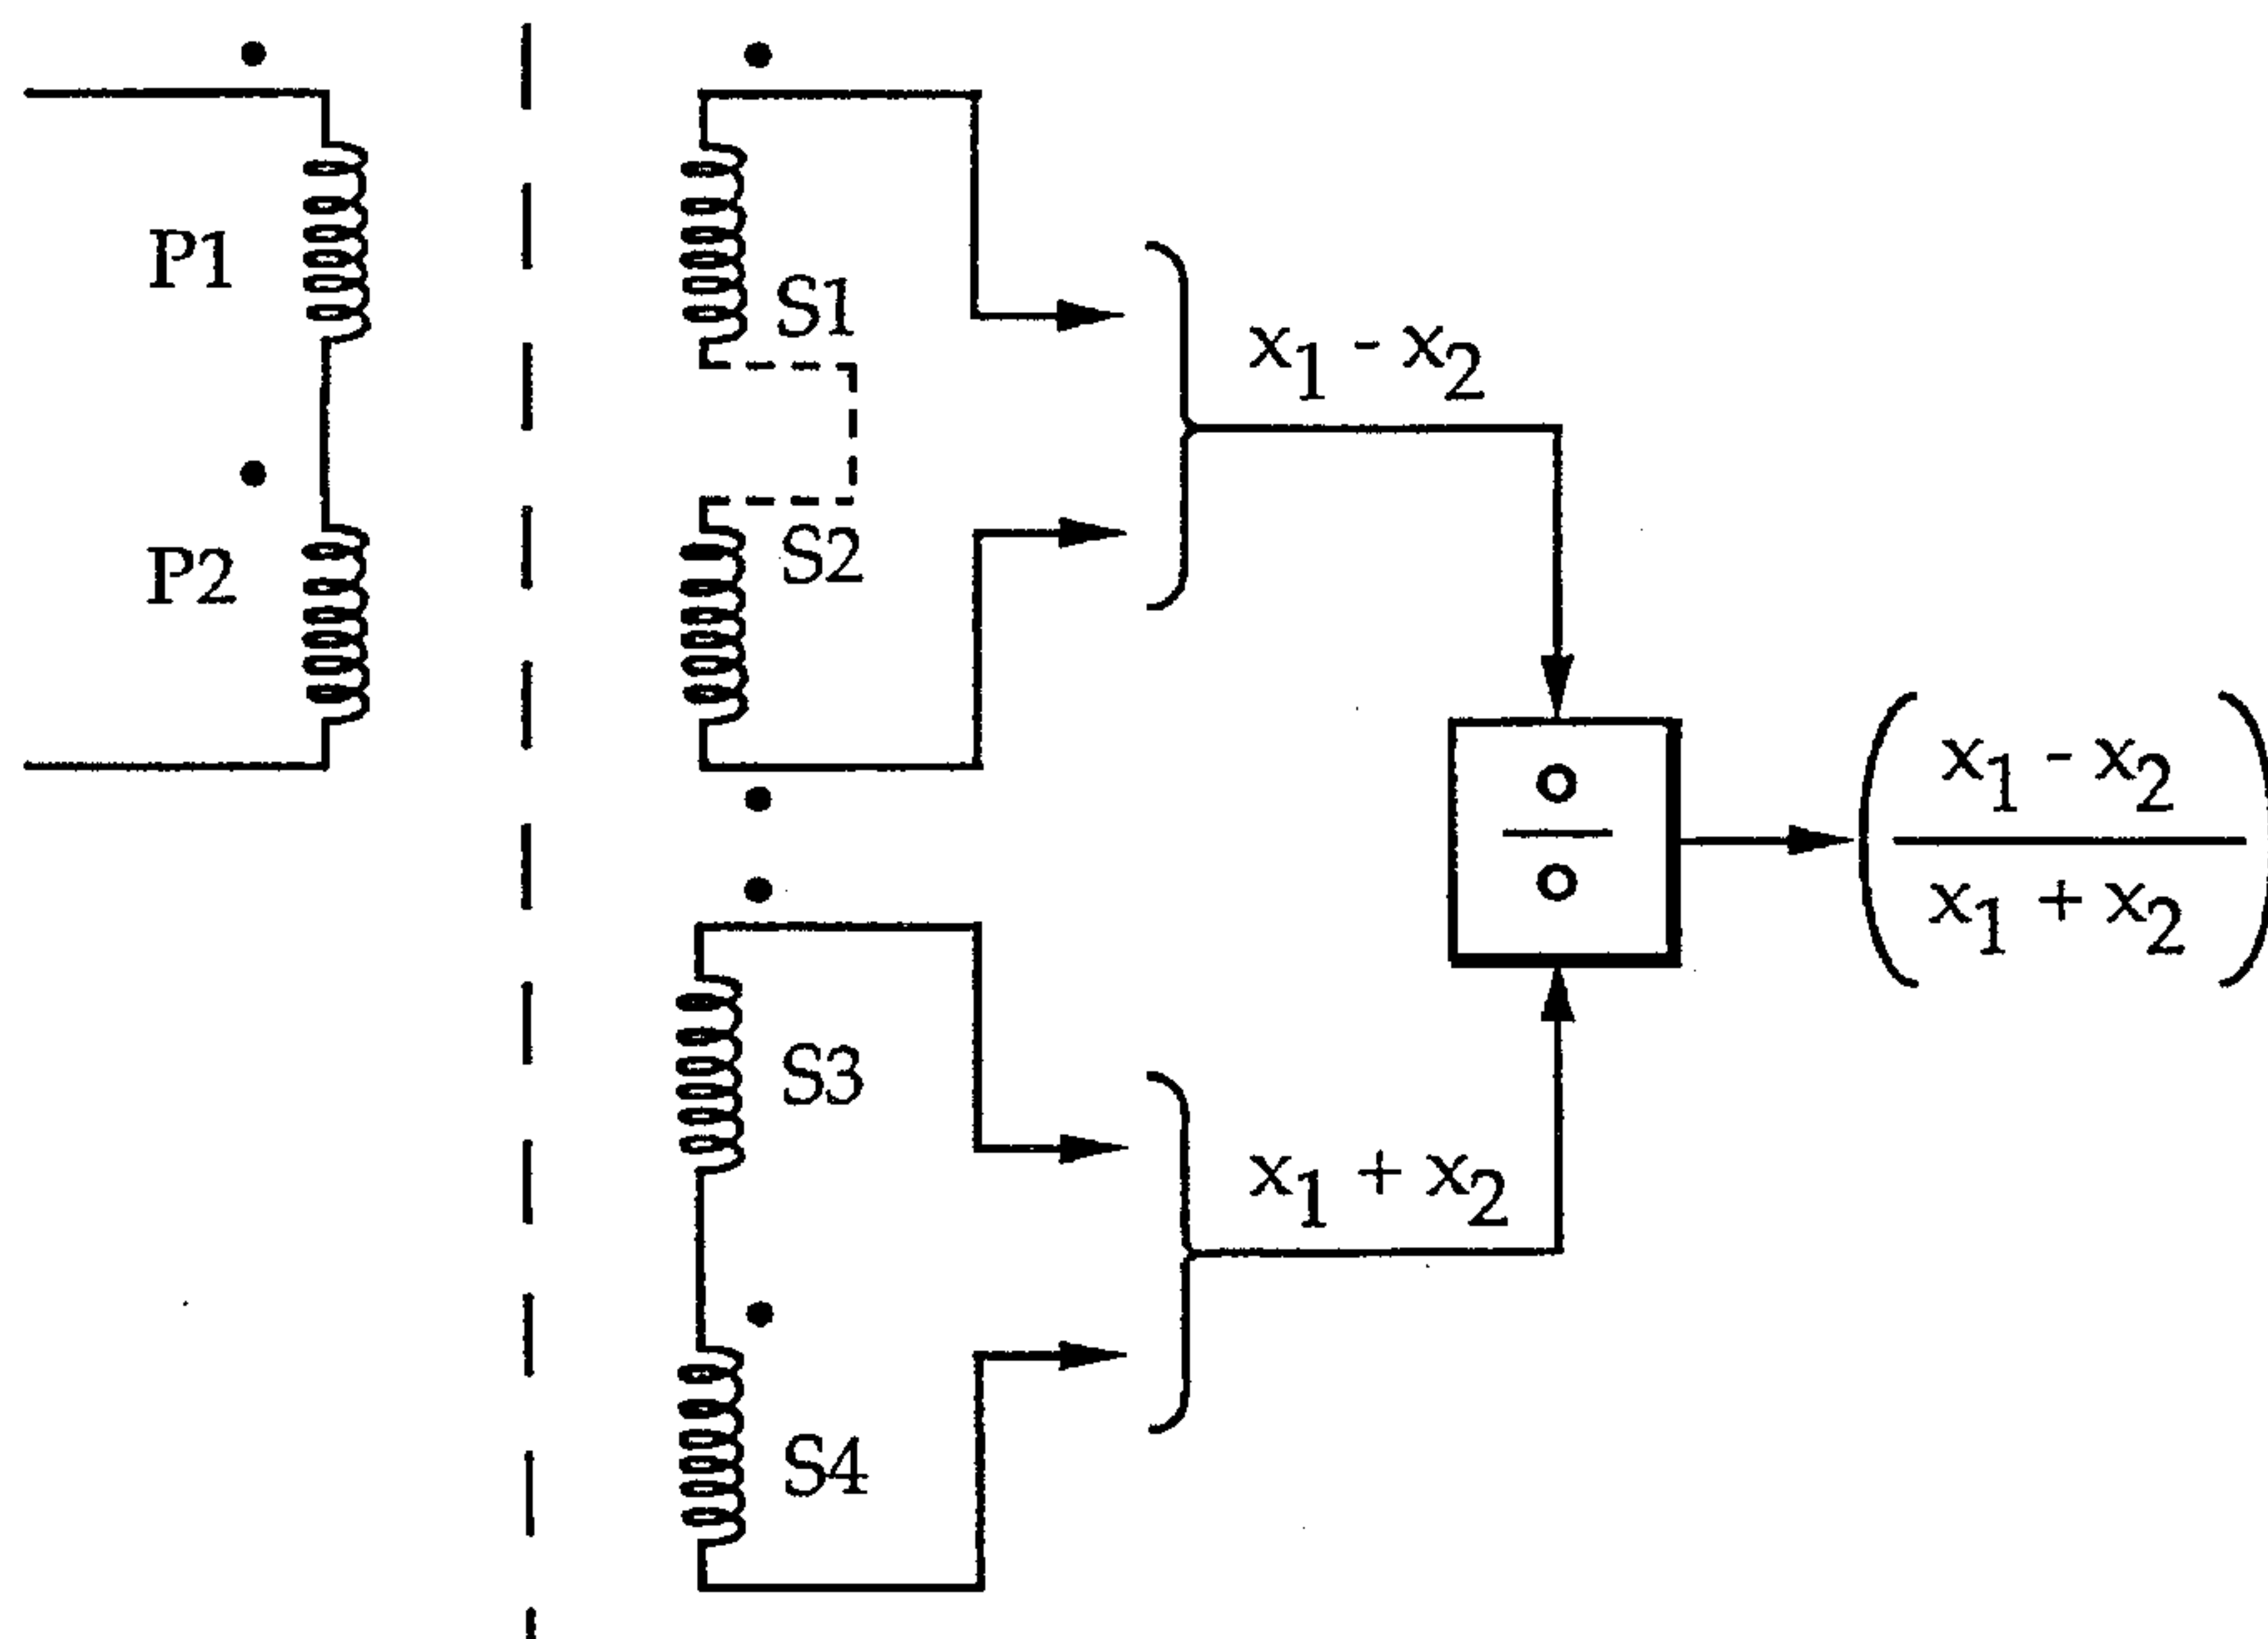 P1
S1
x₁ - x₂
P2
S2
x₁ - x₂
x₁ + x₂
S3
x₁ + x₂
S4